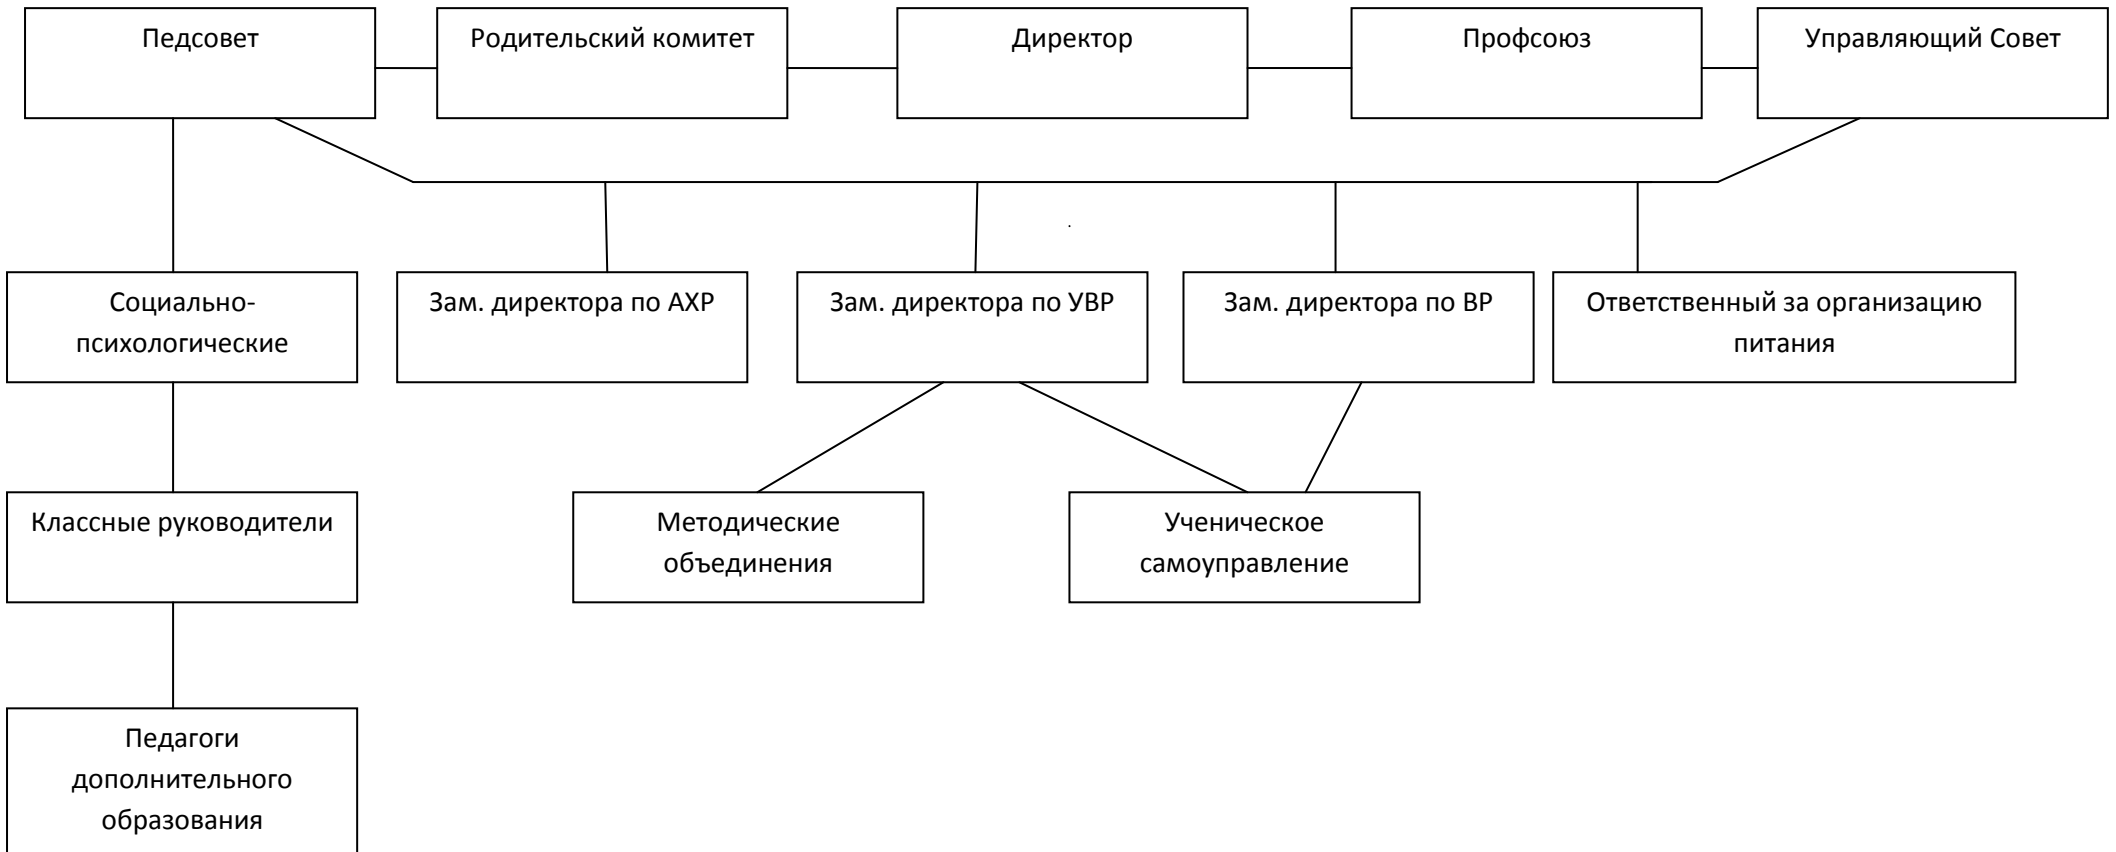 Педсовет
Родительский комитет
Директор
Профсоюз
Управляющий Совет
Социально-
психологические
Зам. директора по АХР
Зам. директора по УВР
Зам. директора по ВР
Ответственный за организацию
питания
Классные руководители
Методические
объединения
Ученическое
самоуправление
Педагоги
дополнительного
образования